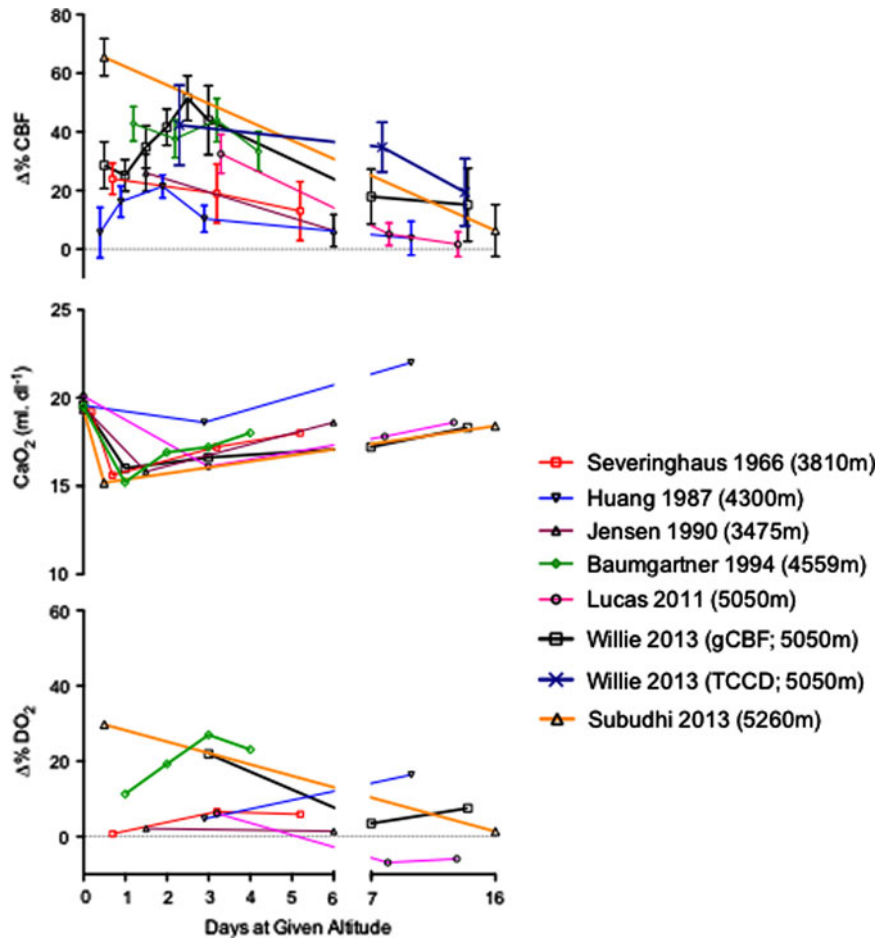 Δ% CBF
80
60
40
20
0
CaO₂ (ml. dl⁻¹)
25
20
15
10
Δ% DO₂
60
40
20
0
0 1 2 3 4 5 6 7 16
Days at Given Altitude
Severinghaus 1966 (3810m)
Huang 1987 (4300m)
Jensen 1990 (3475m)
Baumgartner 1994 (4559m)
Lucas 2011 (5050m)
Willie 2013 (gCBF; 5050m)
Willie 2013 (TCCD; 5050m)
Subudhi 2013 (5260m)